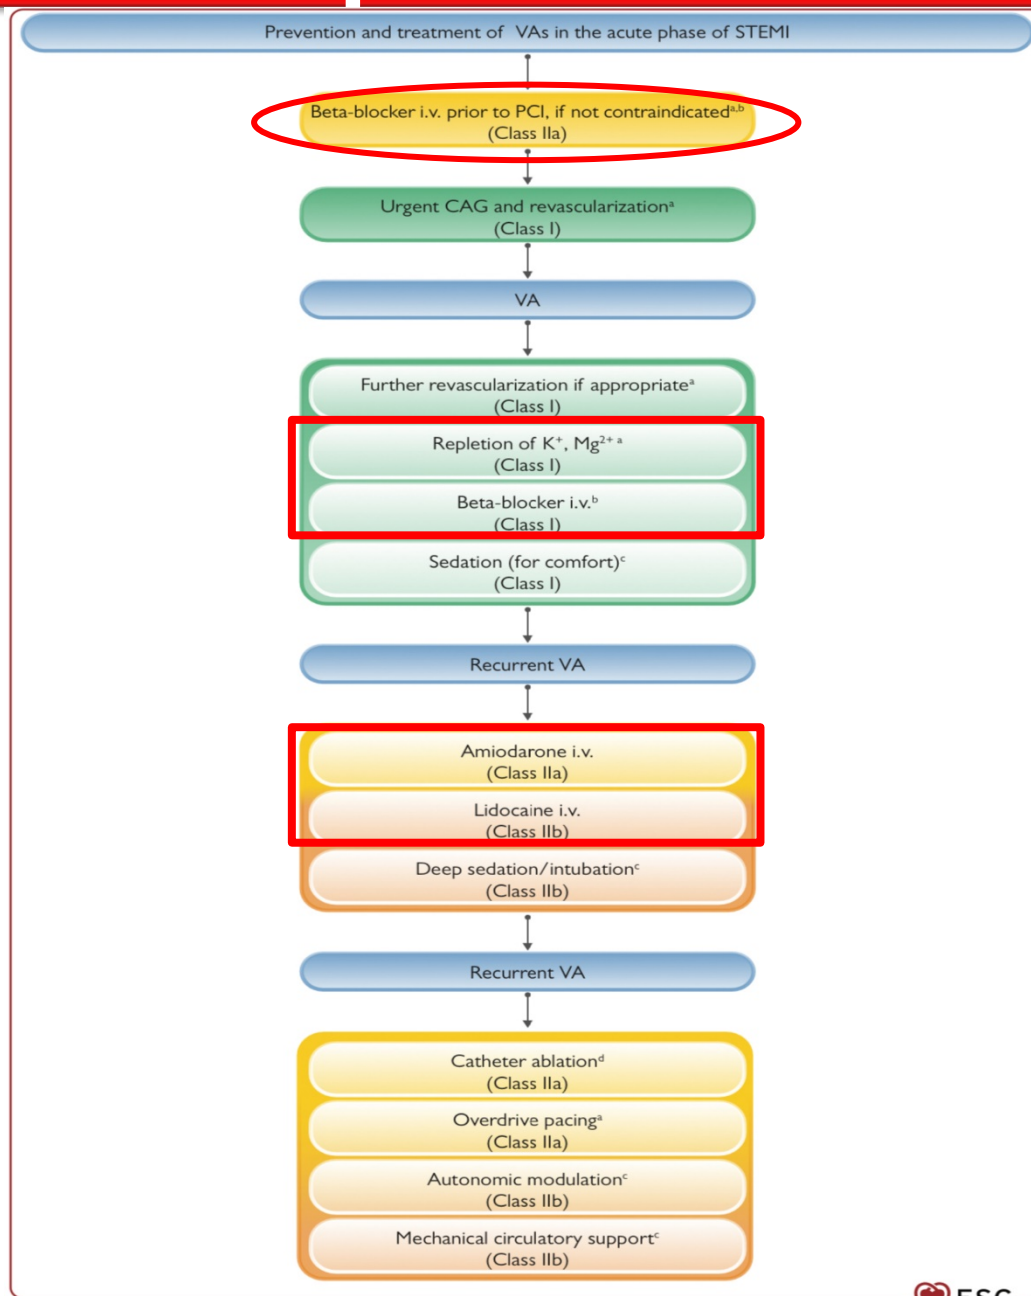 Prevention and treatment of VAs in the acute phase of STEMI
Beta-blocker i.v. prior to PCI, if not contraindicatedᵃ,ᵇ
(Class IIa)
Urgent CAG and revascularizationᵃ
(Class I)
VA
Further revascularization if appropriateᵃ
(Class I)
Repletion of K⁺, Mg²⁺ ᵃ
(Class I)
Beta-blocker i.v.ᵇ
(Class I)
Sedation (for comfort)ᶜ
(Class I)
Recurrent VA
Amiodarone i.v.
(Class IIa)
Lidocaine i.v.
(Class IIb)
Deep sedation/intubationᶜ
(Class IIb)
Recurrent VA
Catheter ablationᵈ
(Class IIa)
Overdrive pacingᵃ
(Class IIa)
Autonomic modulationᶜ
(Class IIb)
Mechanical circulatory supportᶜ
(Class IIb)
ESC